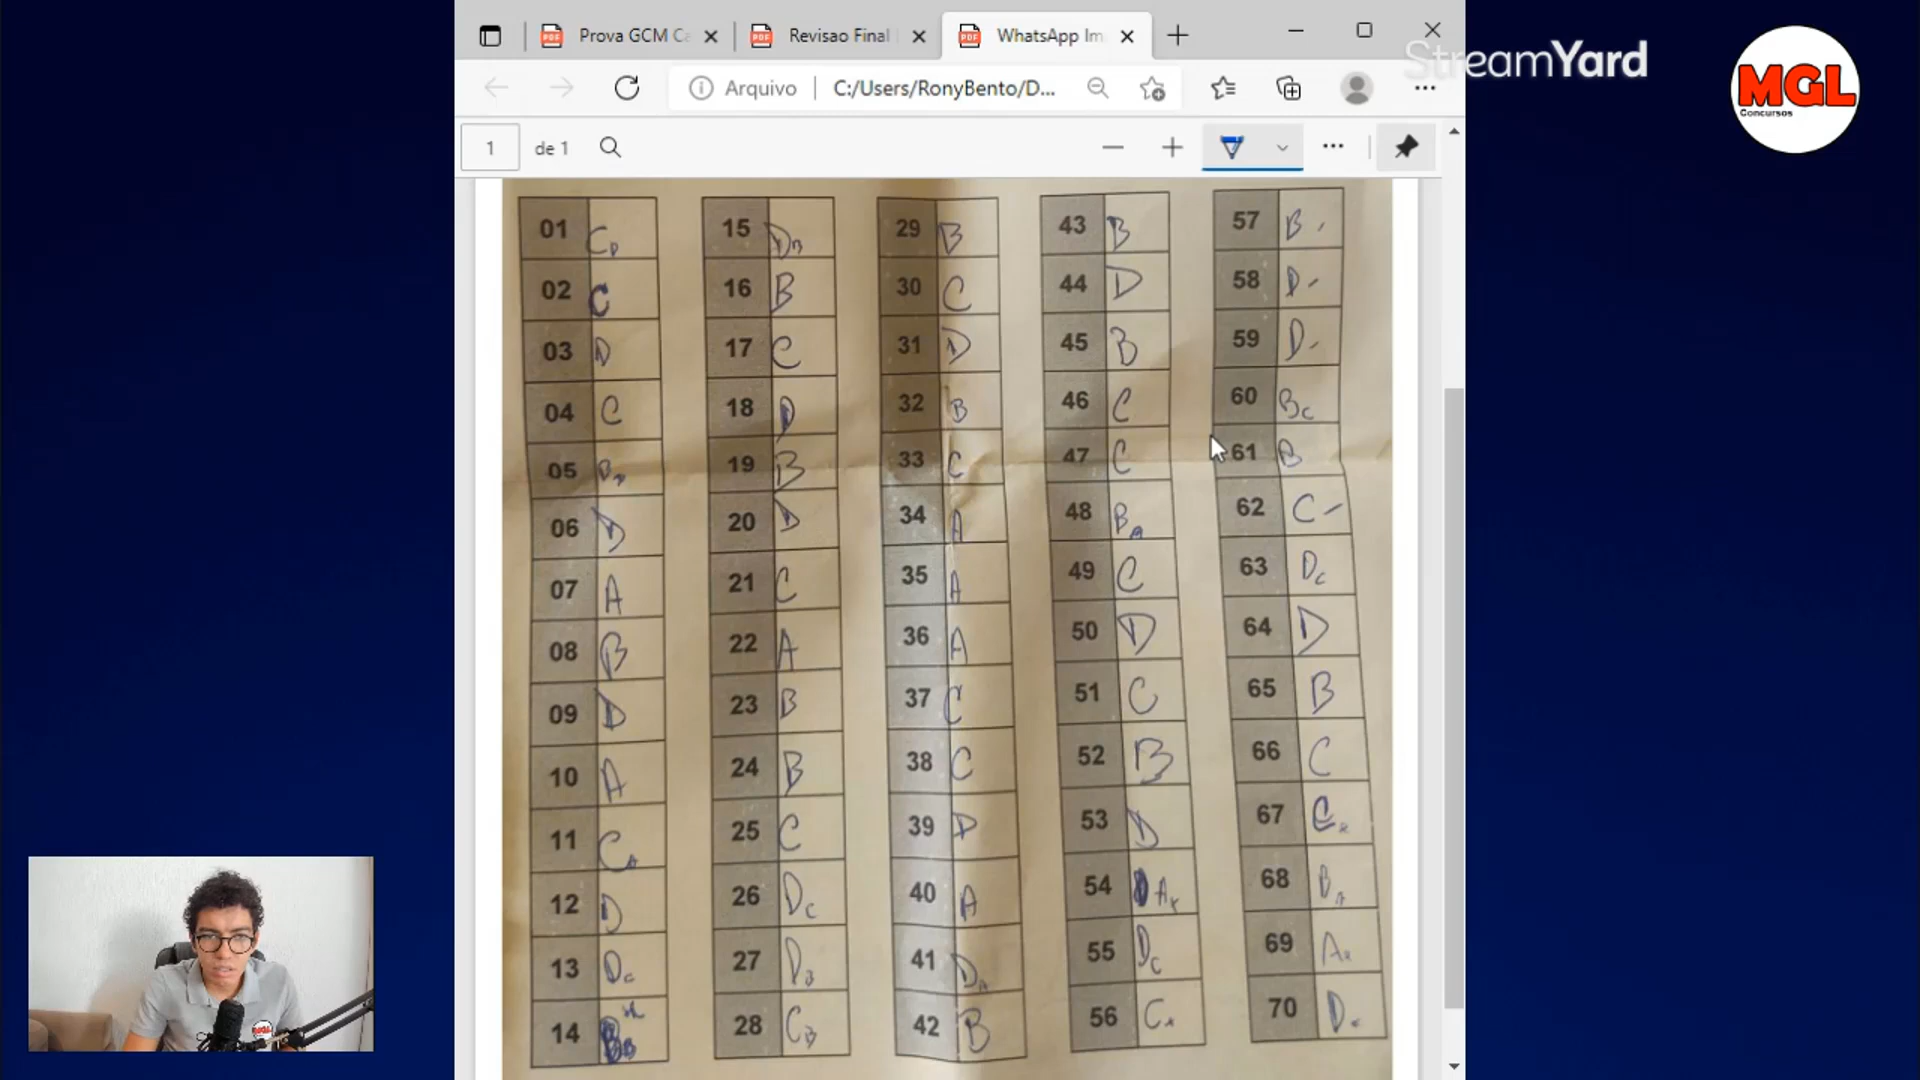 Prova GCM Ca
Revisao Final
WhatsApp Im
StreamYard
MGL
Concursos
Arquivo
C:/Users/RonyBento/D...
1
de 1
01 C D
02 C
03 D
04 C
05
06 D
07 A
08 B
09 D
10 A
11 C A
12 D
13 D C
14
15 D B
16 B
17 C
18 D
19 B
20 D
21 C
22 A
23 B
24 B
25 C
26 D C
27 D B
28 C B
29 B
30 C
31 D
32 B
33 C
34 A
35 A
36 A
37 C
38 C
39 D
40 A
41 D A
42 B
43 B
44 D
45 B
46 C
47 C
48 B A
49 C
50 D
51 C
52 B
53 D
54 A
55 D C
56 C
57 B
58 D
59 D
60 B C
61 B
62 C
63 D C
64 D
65 B
66 C
67 C
68 B A
69 A
70 D
MGL